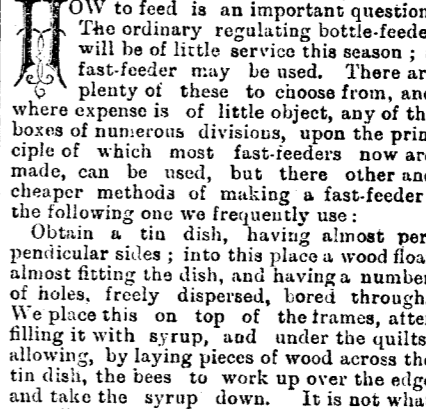 HOW to feed is an important question
The ordinary regulating bottle-feede
will be of little service this season ;
fast-feeder may be used. There ar
plenty of these to choose from, an
where expense is of little object, any of th
boxes of numerous divisions, upon the prin
ciple of which most fast-feeders now ar
made, can be used, but there other an
cheaper methods of making a fast-feeder
the following one we frequently use :
Obtain a tin dish, having almost per
pendicular sides ; into this place a wood floa
almost fitting the dish, and having a number
of holes, freely dispersed, bored through.
We place this on top of the frames, afte
filling it with syrup, and under the quilts
allowing, by laying pieces of wood across the
tin dish, the bees to work up over the edg
and take the syrup down. It is not wha